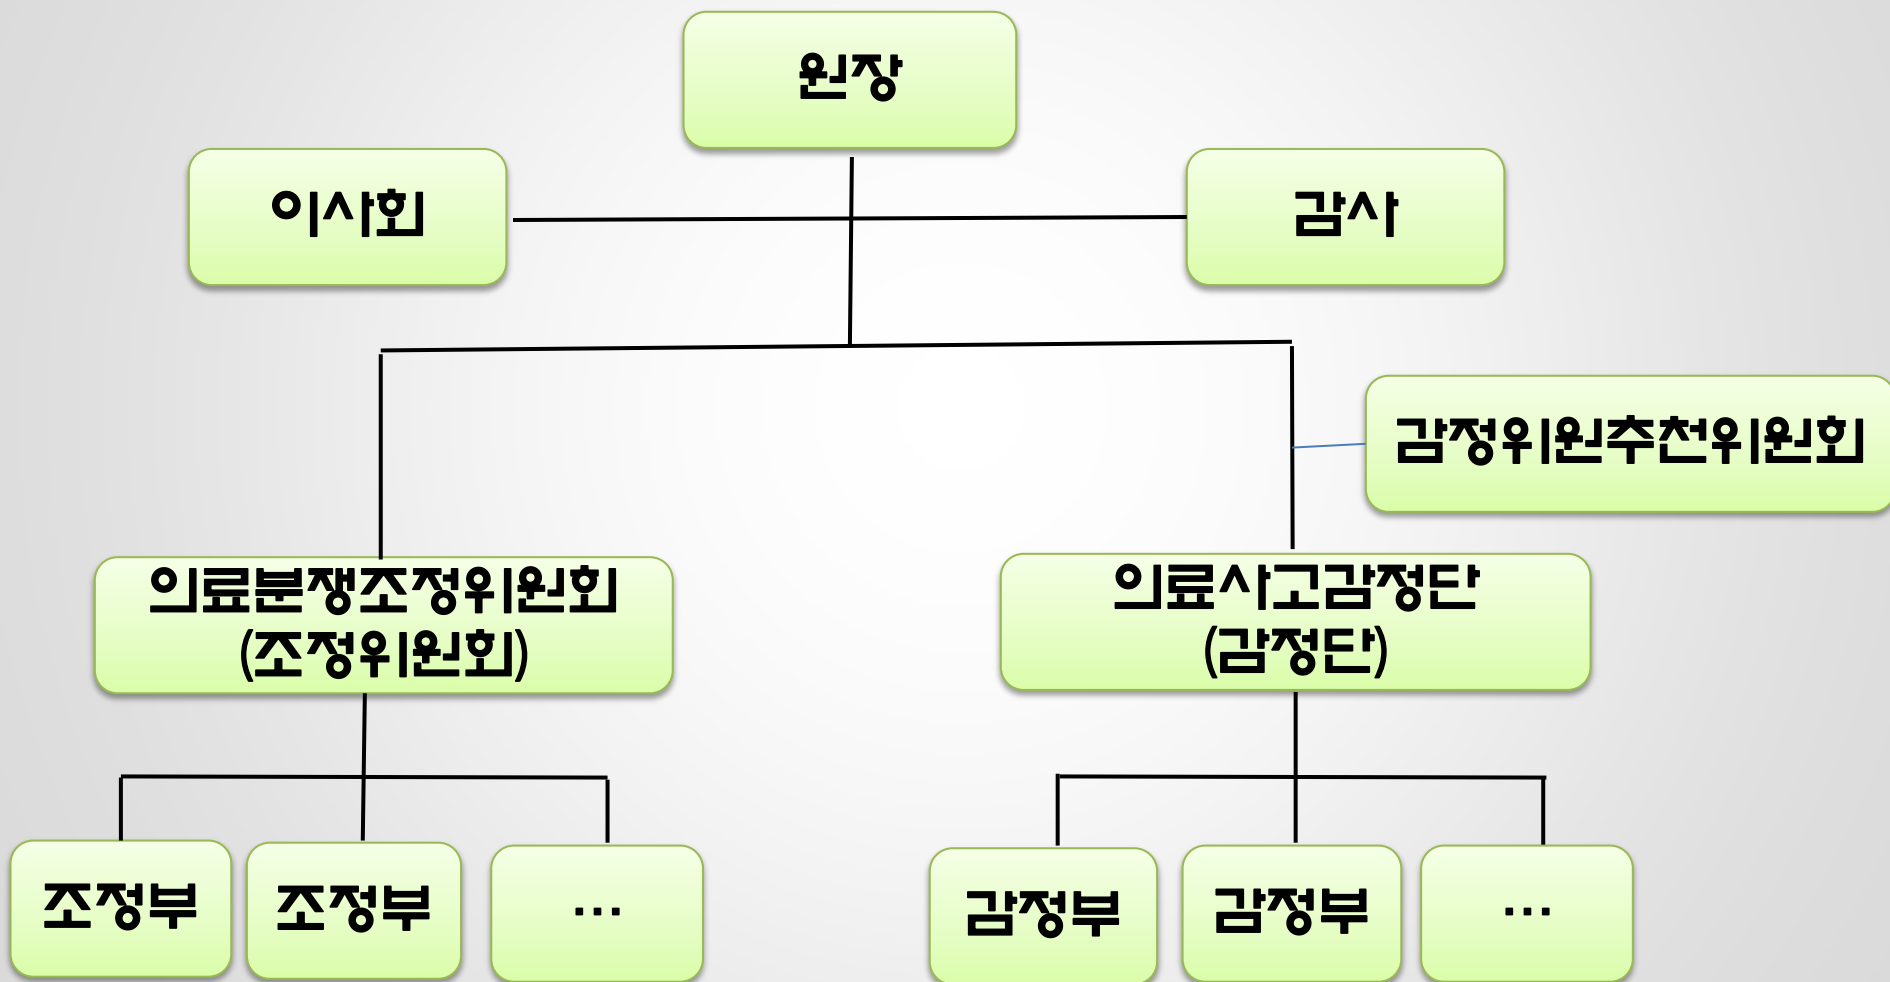 원장
이사회
감사
감정위원추천위원회
의료분쟁조정위원회
(조정위원회)
의료사고감정단
(감정단)
조정부
조정부
...
감정부
감정부
...